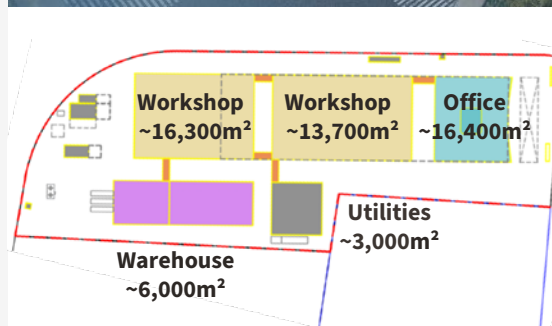 Workshop
~16,300m²
Workshop
~13,700m²
Office
~16,400m²
Utilities
~3,000m²
Warehouse
~6,000m²